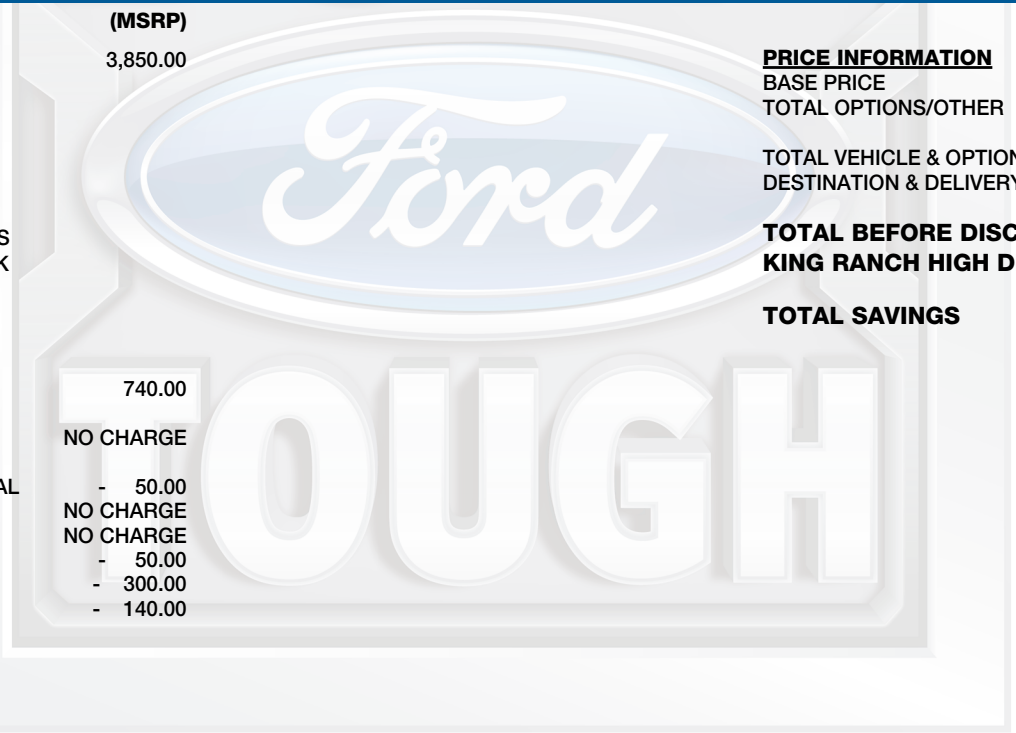 (MSRP)
3,850.00
S
K
740.00
NO CHARGE
AL - 50.00
NO CHARGE
NO CHARGE
- 50.00
- 300.00
- 140.00
PRICE INFORMATION
BASE PRICE
TOTAL OPTIONS/OTHER
TOTAL VEHICLE & OPTION
DESTINATION & DELIVERY
TOTAL BEFORE DISC
KING RANCH HIGH D
TOTAL SAVINGS
Ford
TOUGH